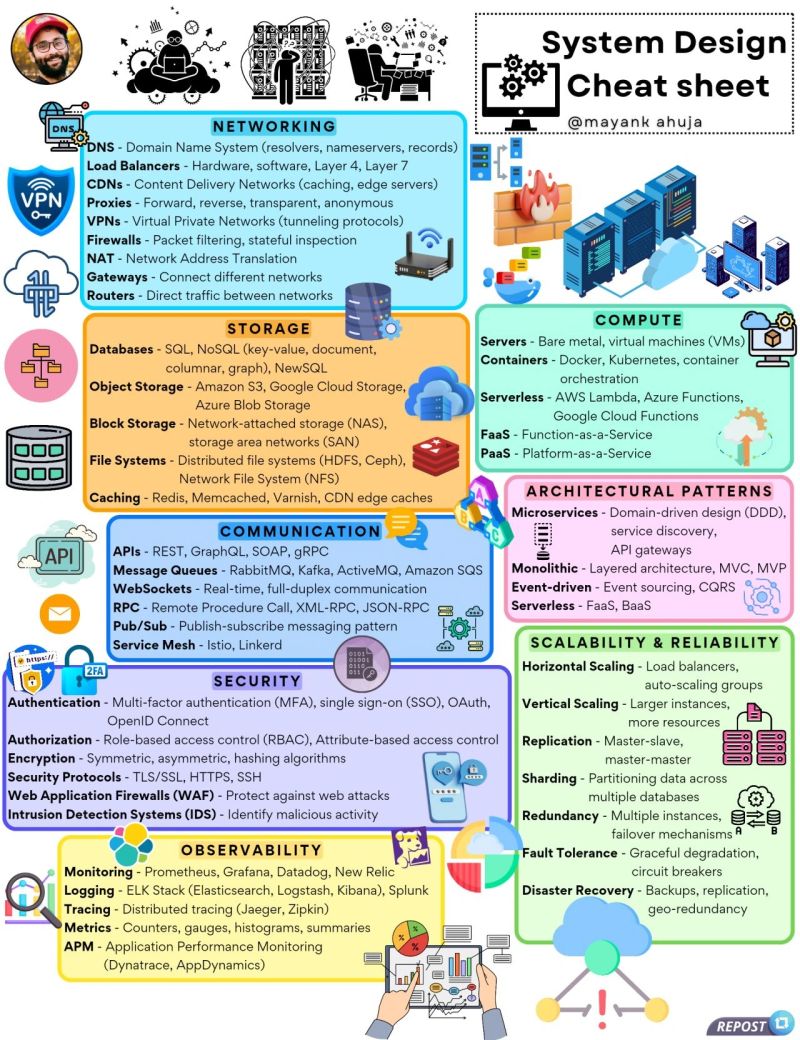 System Design
Cheat sheet
@mayank ahuja
NETWORKING
DNS
DNS - Domain Name System (resolvers, nameservers, records)
Load Balancers - Hardware, software, Layer 4, Layer 7
CDNs - Content Delivery Networks (caching, edge servers)
Proxies - Forward, reverse, transparent, anonymous
VPNs - Virtual Private Networks (tunneling protocols)
Firewalls - Packet filtering, stateful inspection
NAT - Network Address Translation
Gateways - Connect different networks
Routers - Direct traffic between networks
VPN
STORAGE
Databases - SQL, NoSQL (key-value, document,
columnar, graph), NewSQL
Object Storage - Amazon S3, Google Cloud Storage,
Azure Blob Storage
Block Storage - Network-attached storage (NAS),
storage area networks (SAN)
File Systems - Distributed file systems (HDFS, Ceph),
Network File System (NFS)
Caching - Redis, Memcached, Varnish, CDN edge caches
COMPUTE
Servers - Bare metal, virtual machines (VMs)
Containers - Docker, Kubernetes, container
orchestration
Serverless - AWS Lambda, Azure Functions,
Google Cloud Functions
FaaS - Function-as-a-Service
PaaS - Platform-as-a-Service
COMMUNICATION
APIs - REST, GraphQL, SOAP, gRPC
Message Queues - RabbitMQ, Kafka, ActiveMQ, Amazon SQS
WebSockets - Real-time, full-duplex communication
RPC - Remote Procedure Call, XML-RPC, JSON-RPC
Pub/Sub - Publish-subscribe messaging pattern
Service Mesh - Istio, Linkerd
API
A
B
C
ARCHITECTURAL PATTERNS
Microservices - Domain-driven design (DDD),
service discovery,
API gateways
Monolithic - Layered architecture, MVC, MVP
Event-driven - Event sourcing, CQRS
Serverless - FaaS, BaaS
SECURITY
https://
2FA
Authentication - Multi-factor authentication (MFA), single sign-on (SSO), OAuth,
OpenID Connect
Authorization - Role-based access control (RBAC), Attribute-based access control
Encryption - Symmetric, asymmetric, hashing algorithms
Security Protocols - TLS/SSL, HTTPS, SSH
Web Application Firewalls (WAF) - Protect against web attacks
Intrusion Detection Systems (IDS) - Identify malicious activity
SCALABILITY & RELIABILITY
Horizontal Scaling - Load balancers,
auto-scaling groups
Vertical Scaling - Larger instances,
more resources
Replication - Master-slave,
master-master
Sharding - Partitioning data across
multiple databases
Redundancy - Multiple instances,
failover mechanisms
A B
Fault Tolerance - Graceful degradation,
circuit breakers
Disaster Recovery - Backups, replication,
geo-redundancy
OBSERVABILITY
Monitoring - Prometheus, Grafana, Datadog, New Relic
Logging - ELK Stack (Elasticsearch, Logstash, Kibana), Splunk
Tracing - Distributed tracing (Jaeger, Zipkin)
Metrics - Counters, gauges, histograms, summaries
APM - Application Performance Monitoring
(Dynatrace, AppDynamics)
% % %
REPOST